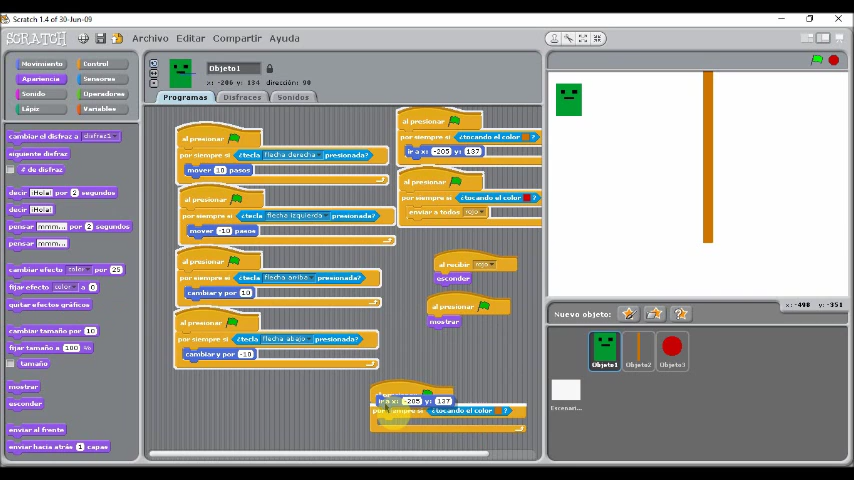 Scratch 1.4 of 30-Jun-09
SCRATCH
Archivo Editar Compartir Ayuda
Movimiento
Control
Apariencia
Sensores
Sonido
Operadores
Lápiz
Variables
cambiar el disfraz a disfraz1
siguiente disfraz
# de disfraz
decir ¡Hola! por 2 segundos
decir ¡Hola!
pensar mmm... por 2 segundos
pensar mmm...
cambiar efecto color por 25
fijar efecto color a 0
quitar efectos gráficos
cambiar tamaño por 10
fijar tamaño a 100 %
tamaño
mostrar
esconder
enviar al frente
enviar hacia atrás 1 capas
Objeto1
x: -206 y: 134 dirección: 90
Programas Disfraces Sonidos
al presionar
por siempre si ¿tecla flecha derecha presionada?
mover 10 pasos
al presionar
por siempre si ¿tecla flecha izquierda presionada?
mover -10 pasos
al presionar
por siempre si ¿tecla flecha arriba presionada?
cambiar y por 10
al presionar
por siempre si ¿tecla flecha abajo presionada?
cambiar y por -10
al presionar
por siempre si ¿tocando el color ?
ir a x: -205 y: 137
al presionar
por siempre si ¿tocando el color ?
enviar a todos rojo
al recibir rojo
esconder
al presionar
mostrar
ir a x: -205 y: 137
por siempre si ¿tocando el color ?
x: -498 y: -351
Nuevo objeto:
Objeto1
Objeto2
Objeto3
Escenari...